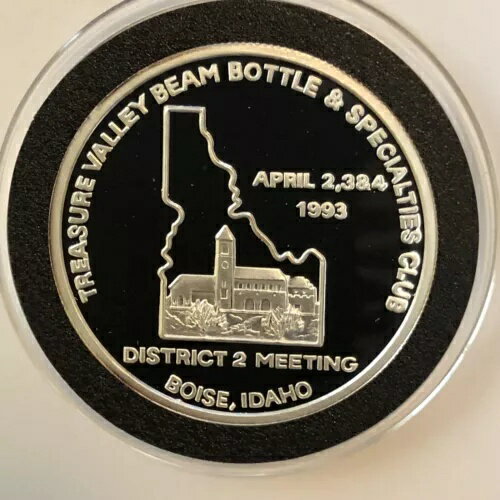 TREASURE VALLEY BEAM BOTTLE & SPECIALTIES CLUB
APRIL 2,3&4
1993
DISTRICT 2 MEETING
BOISE, IDAHO